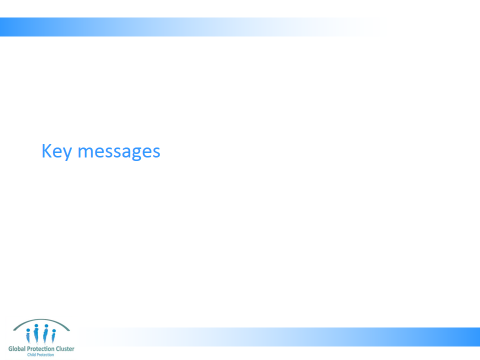 Key messages
Global Protection Cluster
Child Protection